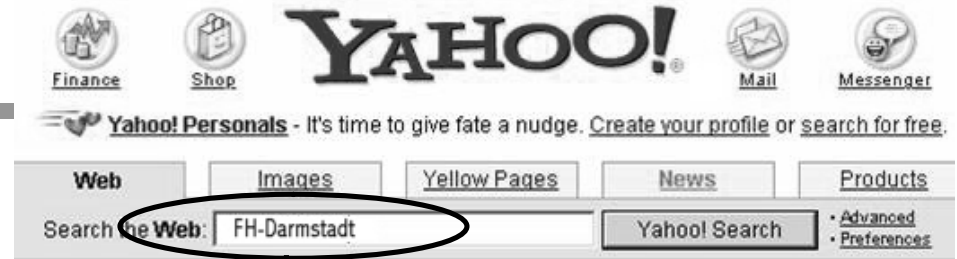 YAHOO!
Finance Shop Mail Messenger
Yahoo! Personals - It's time to give fate a nudge. Create your profile or search for free.
Web Images Yellow Pages News Products
Search the Web: FH-Darmstadt Yahoo! Search · Advanced
· Preferences